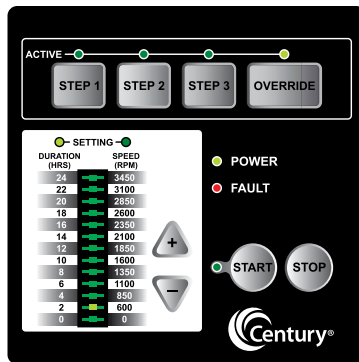 ACTIVE
STEP 1 STEP 2 STEP 3 OVERRIDE
SETTING
DURATION (HRS) SPEED (RPM)
24 3450
22 3100
20 2850
18 2600
16 2350
14 2100
12 1850
10 1600
8 1350
6 1100
4 850
2 600
0 0
+
−
POWER
FAULT
START STOP
Century®